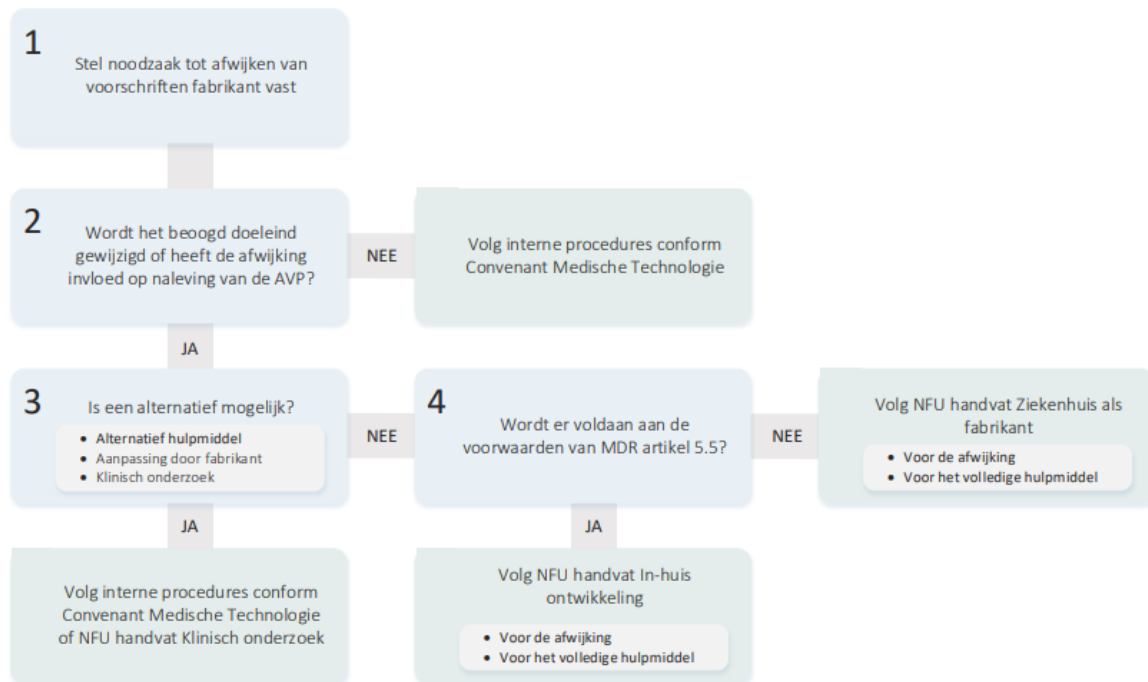 1
Stel noodzaak tot afwijken van
voorschriften fabrikant vast
2
Wordt het beoogd doeleind
gewijzigd of heeft de afwijking
invloed op naleving van de AVP?
NEE
Volg interne procedures conform
Convenant Medische Technologie
JA
3
Is een alternatief mogelijk?
• Alternatief hulpmiddel
• Aanpassing door fabrikant
• Klinisch onderzoek
NEE
4
Wordt er voldaan aan de
voorwaarden van MDR artikel 5.5?
NEE
Volg NFU handvat Ziekenhuis als
fabrikant
• Voor de afwijking
• Voor het volledige hulpmiddel
JA
JA
Volg interne procedures conform
Convenant Medische Technologie
of NFU handvat Klinisch onderzoek
Volg NFU handvat In-huis
ontwikkeling
• Voor de afwijking
• Voor het volledige hulpmiddel